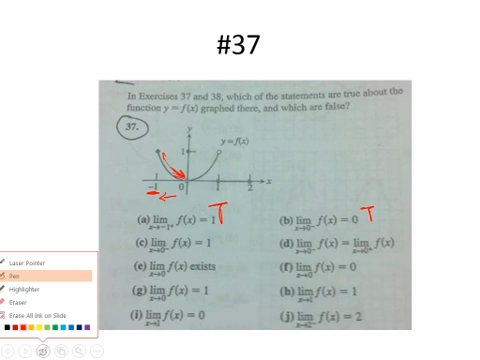 #37
In Exercises 37 and 38, which of the statements are true about the
function y = f(x) graphed there, and which are false?
37.
y
y = f(x)
1
-1 0 1 2 x
(a) lim x→-1⁺ f(x) = 1 T (b) lim x→0⁻ f(x) = 0 T
(c) lim x→0⁻ f(x) = 1 (d) lim x→0⁻ f(x) = lim x→0⁺ f(x)
(e) lim x→0 f(x) exists (f) lim x→0 f(x) = 0
(g) lim x→0 f(x) = 1 (h) lim x→1 f(x) = 1
(i) lim x→1 f(x) = 0 (j) lim x→2⁻ f(x) = 2
Laser Pointer
Pen
Highlighter
Eraser
Erase All Ink on Slide